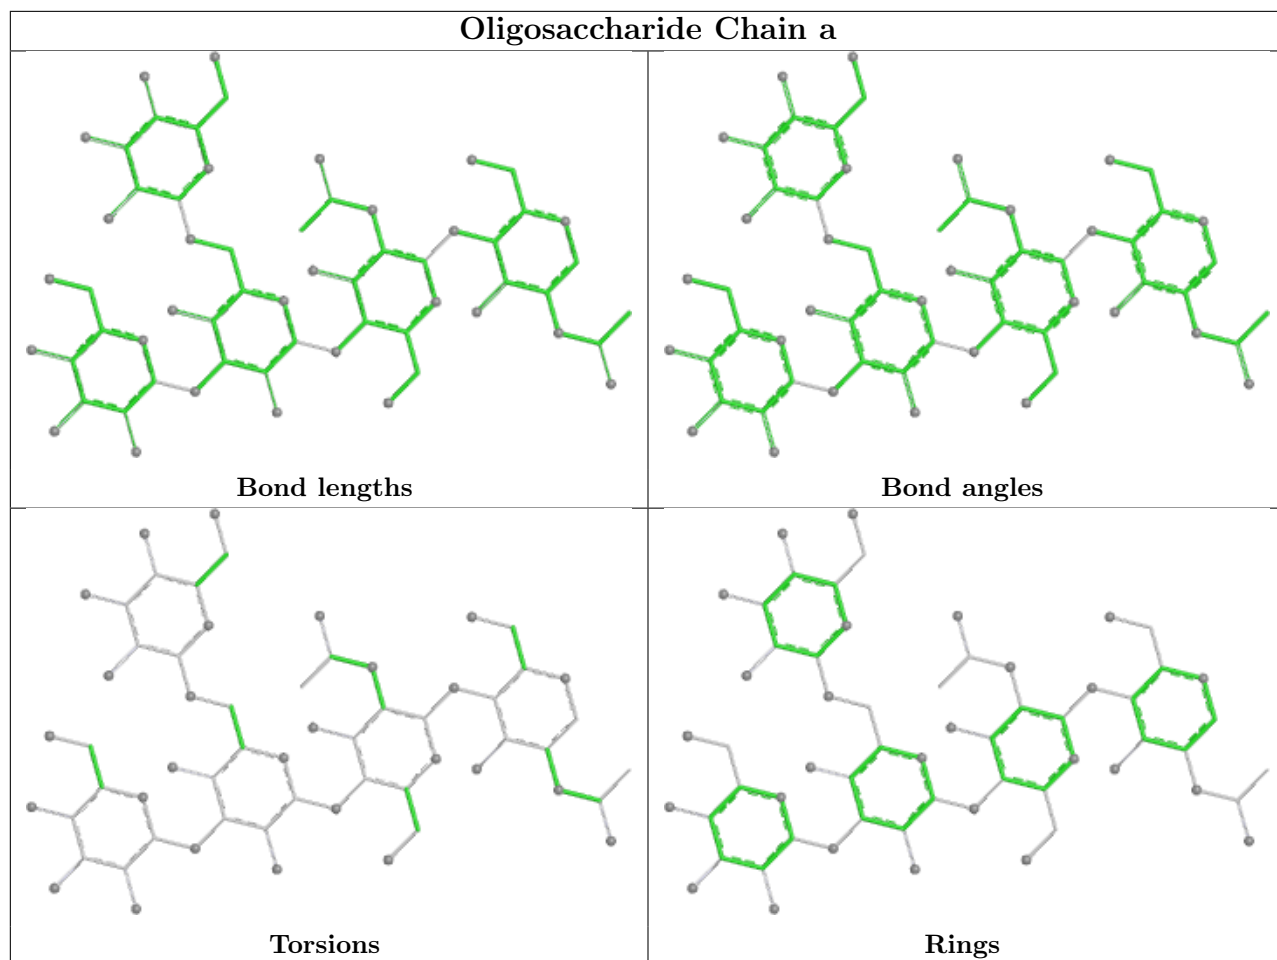 Oligosaccharide Chain a
Bond lengths
Bond angles
Torsions
Rings